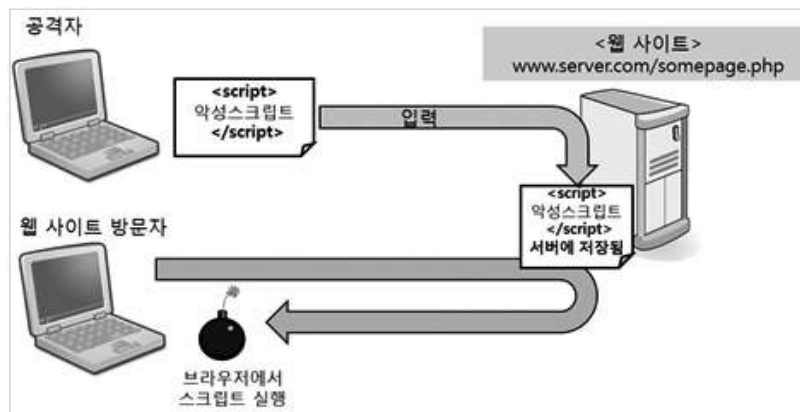 공격자
<웹 사이트>
www.server.com/somepage.php
<script>
악성스크립트
</script>
입력
<script>
악성스크립트
</script>
서버에 저장됨
웹 사이트 방문자
브라우저에서
스크립트 실행